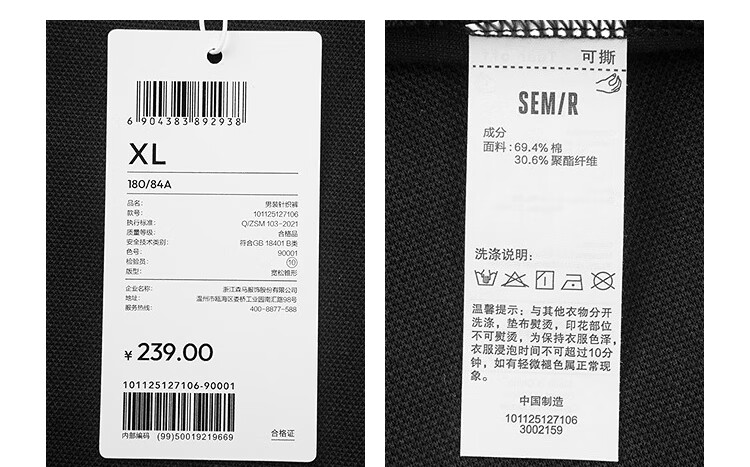 6 904383 892938
XL
180/84A
品名: 男装针织裤
款号: 101125127106
执行标准: Q/ZSM 103-2021
质量等级: 合格品
安全技术类别: 符合GB 18401 B类
色号: 90001
检验员: 10
版型: 宽松锥形
企业名称: 浙江森马服饰股份有限公司
地址: 温州市瓯海区娄桥工业园南汇路98号
服务热线: 400-8877-588
¥ 239.00
101125127106-90001
内部编码 (99)50019219669
合格证
可撕
SEM/R
成分
面料: 69.4% 棉
30.6% 聚酯纤维
洗涤说明:
温馨提示: 与其他衣物分开
洗涤, 垫布熨烫, 印花部位
不可熨烫, 为保持衣服色泽,
衣服浸泡时间不可超过10分
钟, 如有轻微褪色属正常现
象。
中国制造
101125127106
3002159